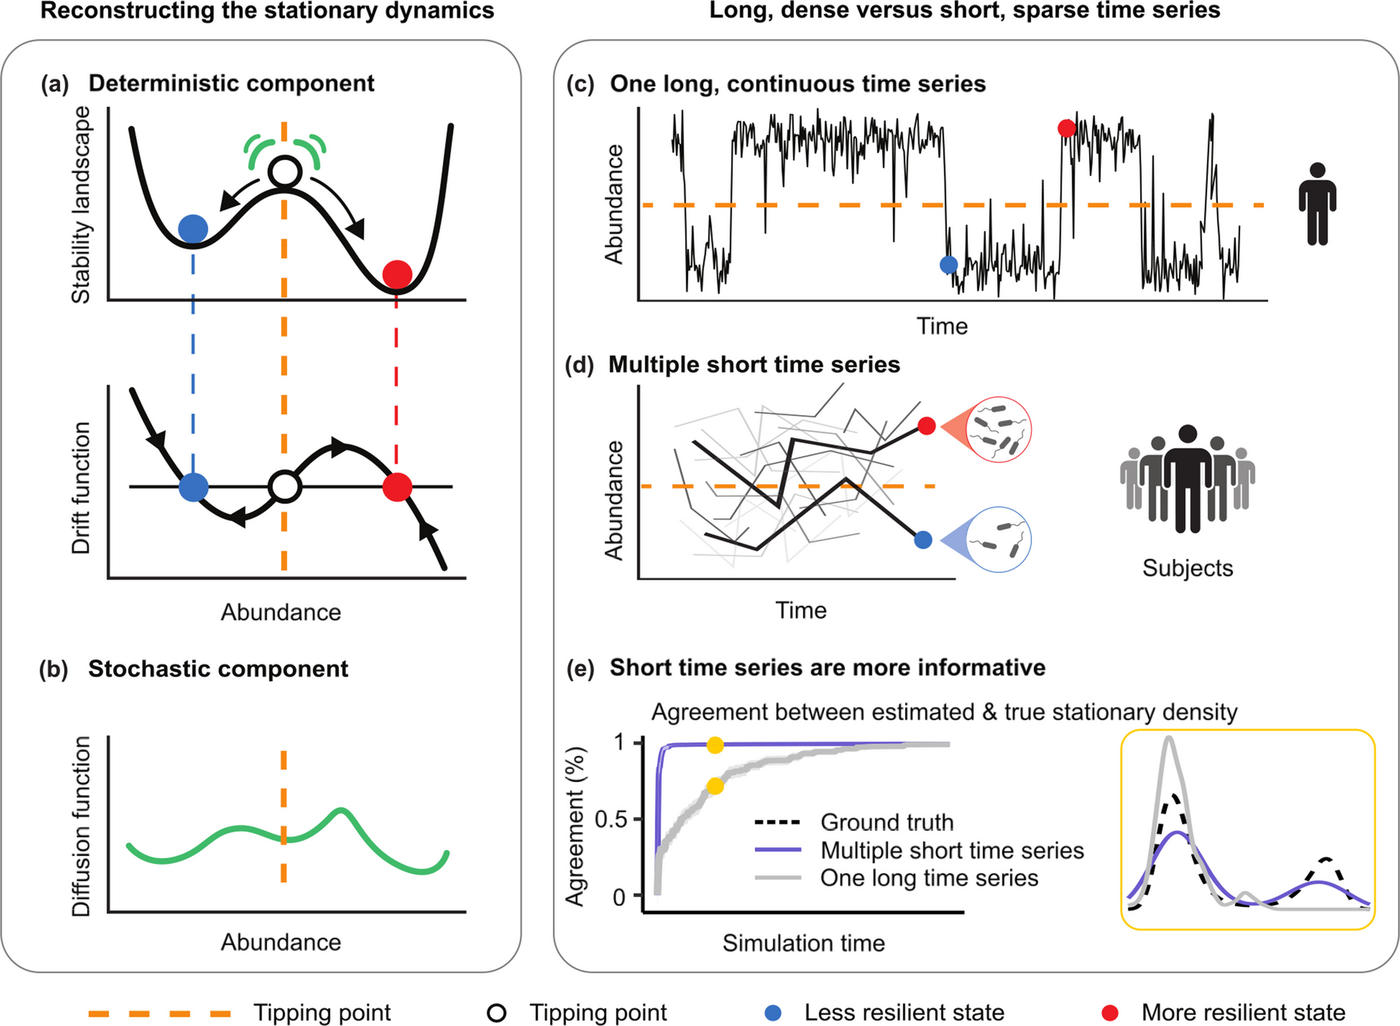 Reconstructing the stationary dynamics
Long, dense versus short, sparse time series
(a) Deterministic component
Stability landscape
Drift function
Abundance
(b) Stochastic component
Diffusion function
Abundance
(c) One long, continuous time series
Abundance
Time
(d) Multiple short time series
Abundance
Time
Subjects
(e) Short time series are more informative
Agreement between estimated & true stationary density
Agreement (%)
1
0.5
0
Ground truth
Multiple short time series
One long time series
Simulation time
Tipping point
Tipping point
Less resilient state
More resilient state